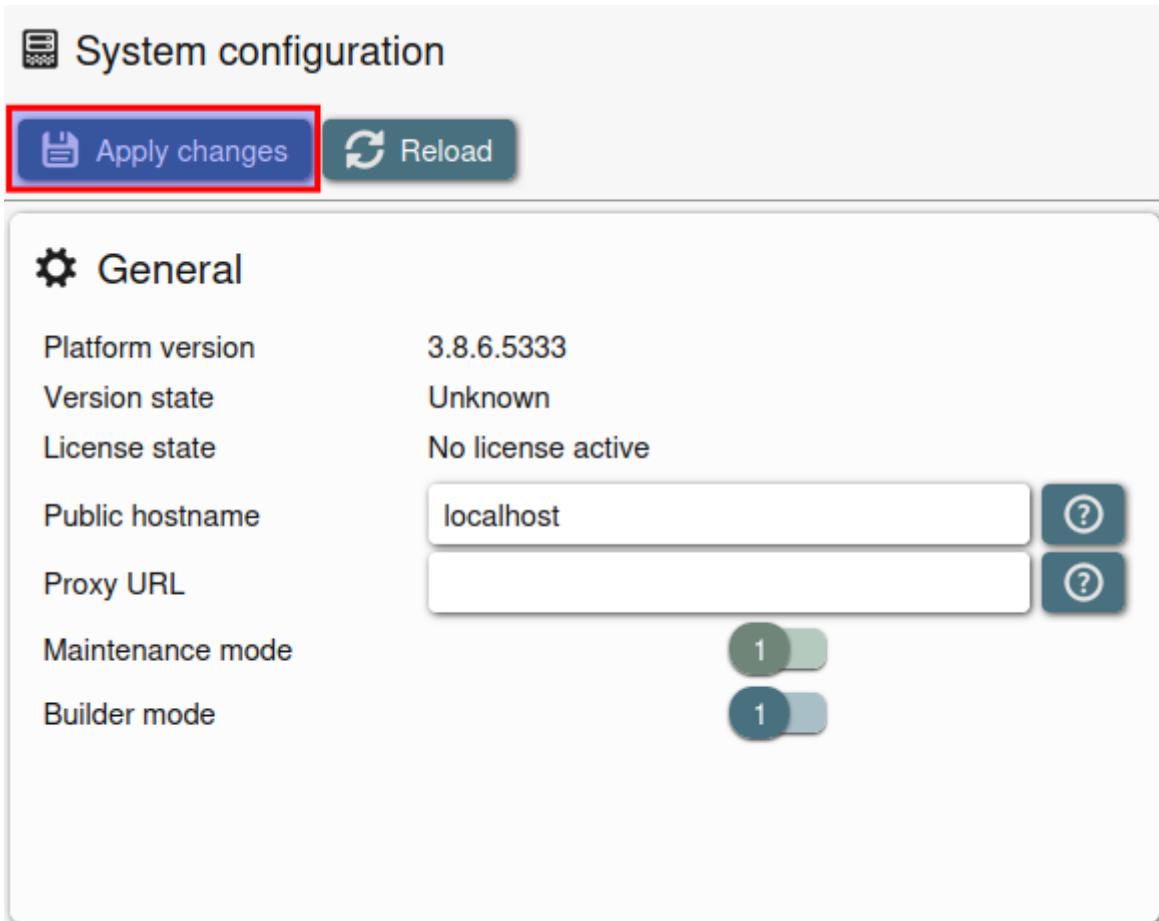 System configuration
Apply changes Reload
General
Platform version 3.8.6.5333
Version state Unknown
License state No license active
Public hostname localhost ?
Proxy URL ?
Maintenance mode 1
Builder mode 1